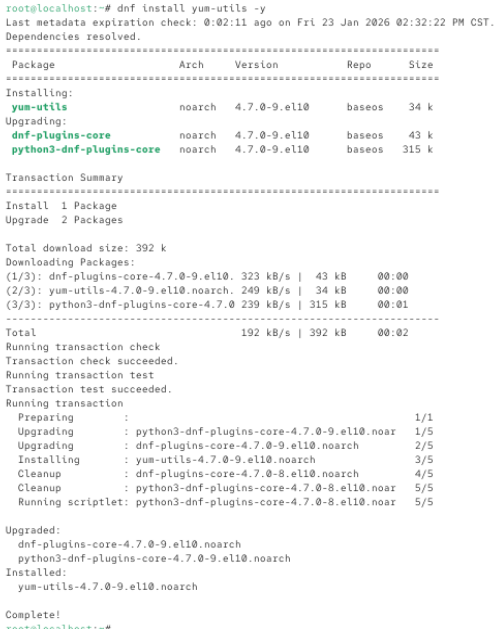 root@localhost:~# dnf install yum-utils -y
Last metadata expiration check: 0:02:11 ago on Fri 23 Jan 2026 02:32:22 PM CST.
Dependencies resolved.
================================================================================
Package Arch Version Repo Size
================================================================================
Installing:
yum-utils noarch 4.7.0-9.el10 baseos 34 k
Upgrading:
dnf-plugins-core noarch 4.7.0-9.el10 baseos 43 k
python3-dnf-plugins-core noarch 4.7.0-9.el10 baseos 315 k

Transaction Summary
================================================================================
Install 1 Package
Upgrade 2 Packages

Total download size: 392 k
Downloading Packages:
(1/3): dnf-plugins-core-4.7.0-9.el10. 323 kB/s | 43 kB 00:00
(2/3): yum-utils-4.7.0-9.el10.noarch. 249 kB/s | 34 kB 00:00
(3/3): python3-dnf-plugins-core-4.7.0 239 kB/s | 315 kB 00:01
--------------------------------------------------------------------------------
Total 192 kB/s | 392 kB 00:02
Running transaction check
Transaction check succeeded.
Running transaction test
Transaction test succeeded.
Running transaction
Preparing : 1/1
Upgrading : python3-dnf-plugins-core-4.7.0-9.el10.noar 1/5
Upgrading : dnf-plugins-core-4.7.0-9.el10.noarch 2/5
Installing : yum-utils-4.7.0-9.el10.noarch 3/5
Cleanup : dnf-plugins-core-4.7.0-8.el10.noarch 4/5
Cleanup : python3-dnf-plugins-core-4.7.0-8.el10.noar 5/5
Running scriptlet: python3-dnf-plugins-core-4.7.0-8.el10.noar 5/5

Upgraded:
dnf-plugins-core-4.7.0-9.el10.noarch
python3-dnf-plugins-core-4.7.0-9.el10.noarch
Installed:
yum-utils-4.7.0-9.el10.noarch

Complete!
root@localhost:~#